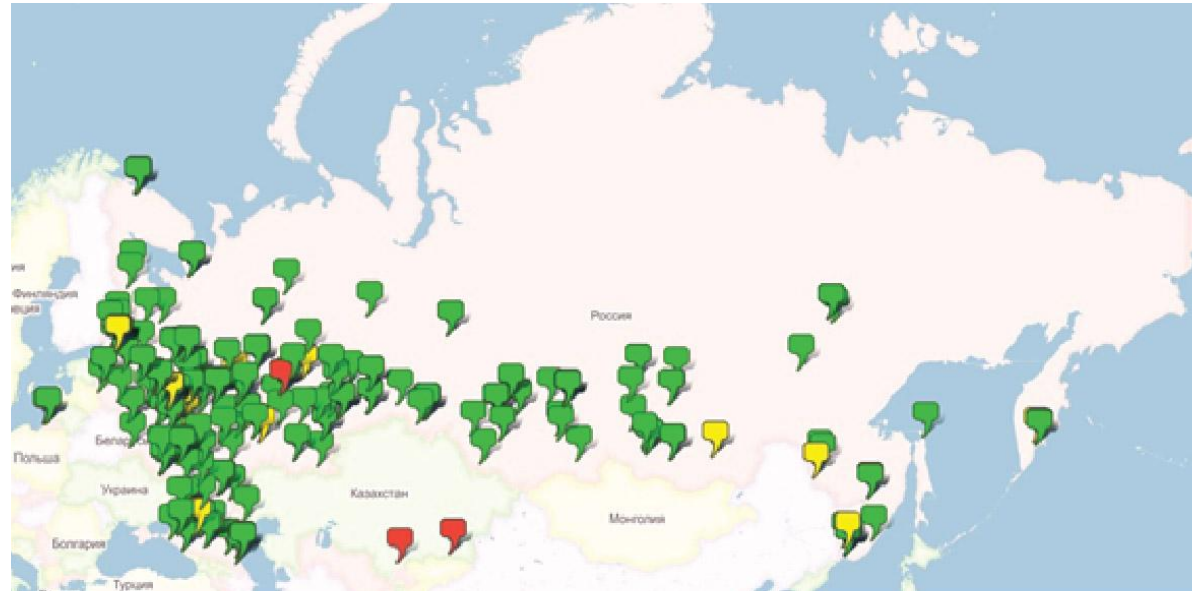 Финляндия
Россия
Беларусь
Польша
Украина
Казахстан
Монголия
Болгария
Турция